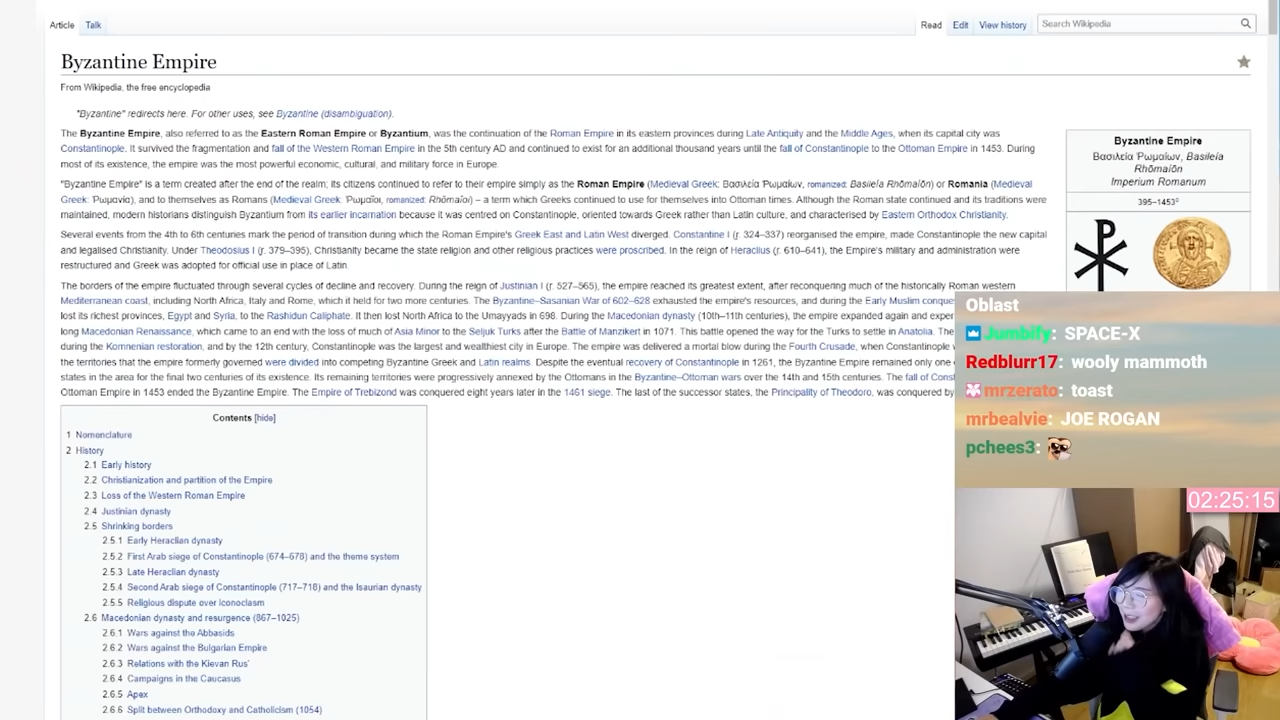 Article Talk Read Edit View history Search Wikipedia
Byzantine Empire
From Wikipedia, the free encyclopedia
"Byzantine" redirects here. For other uses, see Byzantine (disambiguation).
The Byzantine Empire, also referred to as the Eastern Roman Empire or Byzantium, was the continuation of the Roman Empire in its eastern provinces during Late Antiquity and the Middle Ages, when its capital city was
Constantinople. It survived the fragmentation and fall of the Western Roman Empire in the 5th century AD and continued to exist for an additional thousand years until the fall of Constantinople to the Ottoman Empire in 1453. During
most of its existence, the empire was the most powerful economic, cultural, and military force in Europe.
"Byzantine Empire" is a term created after the end of the realm; its citizens continued to refer to their empire simply as the Roman Empire (Medieval Greek: Βασιλεία Ῥωμαίων, romanized: Basileía Rhōmaíōn) or Romania (Medieval
Greek: Ῥωμανία), and to themselves as Romans (Medieval Greek: Ῥωμαῖοι, romanized: Rhōmaîoi) – a term which Greeks continued to use for themselves into Ottoman times. Although the Roman state continued and its traditions were
maintained, modern historians distinguish Byzantium from its earlier incarnation because it was centred on Constantinople, oriented towards Greek rather than Latin culture, and characterised by Eastern Orthodox Christianity.
Several events from the 4th to 6th centuries mark the period of transition during which the Roman Empire's Greek East and Latin West diverged. Constantine I (r. 324–337) reorganised the empire, made Constantinople the new capital
and legalised Christianity. Under Theodosius I (r. 379–395), Christianity became the state religion and other religious practices were proscribed. In the reign of Heraclius (r. 610–641), the Empire's military and administration were
restructured and Greek was adopted for official use in place of Latin.
The borders of the empire fluctuated through several cycles of decline and recovery. During the reign of Justinian I (r. 527–565), the empire reached its greatest extent, after reconquering much of the historically Roman western
Mediterranean coast, including North Africa, Italy and Rome, which it held for two more centuries. The Byzantine–Sasanian War of 602–628 exhausted the empire's resources, and during the Early Muslim conque
lost its richest provinces, Egypt and Syria, to the Rashidun Caliphate. It then lost North Africa to the Umayyads in 698. During the Macedonian dynasty (10th–11th centuries), the empire expanded again and exper
long Macedonian Renaissance, which came to an end with the loss of much of Asia Minor to the Seljuk Turks after the Battle of Manzikert in 1071. This battle opened the way for the Turks to settle in Anatolia. The
during the Komnenian restoration, and by the 12th century, Constantinople was the largest and wealthiest city in Europe. The empire was delivered a mortal blow during the Fourth Crusade, when Constantinople
the territories that the empire formerly governed were divided into competing Byzantine Greek and Latin realms. Despite the eventual recovery of Constantinople in 1261, the Byzantine Empire remained only one
states in the area for the final two centuries of its existence. Its remaining territories were progressively annexed by the Ottomans in the Byzantine–Ottoman wars over the 14th and 15th centuries. The fall of Cons
Ottoman Empire in 1453 ended the Byzantine Empire. The Empire of Trebizond was conquered eight years later in the 1461 siege. The last of the successor states, the Principality of Theodoro, was conquered by
Byzantine Empire
Βασιλεία Ῥωμαίων, Basileía
Rhōmaíōn
Imperium Romanum
395–1453
Contents [hide]
1 Nomenclature
2 History
2.1 Early history
2.2 Christianization and partition of the Empire
2.3 Loss of the Western Roman Empire
2.4 Justinian dynasty
2.5 Shrinking borders
2.5.1 Early Heraclian dynasty
2.5.2 First Arab siege of Constantinople (674–678) and the theme system
2.5.3 Late Heraclian dynasty
2.5.4 Second Arab siege of Constantinople (717–718) and the Isaurian dynasty
2.5.5 Religious dispute over iconoclasm
2.6 Macedonian dynasty and resurgence (867–1025)
2.6.1 Wars against the Abbasids
2.6.2 Wars against the Bulgarian Empire
2.6.3 Relations with the Kievan Rus'
2.6.4 Campaigns in the Caucasus
2.6.5 Apex
2.6.6 Split between Orthodoxy and Catholicism (1054)
Oblast
Jumbify: SPACE-X
Redblurr17: wooly mammoth
mrzerato: toast
mrbealvie: JOE ROGAN
pchees3:
02:25:15